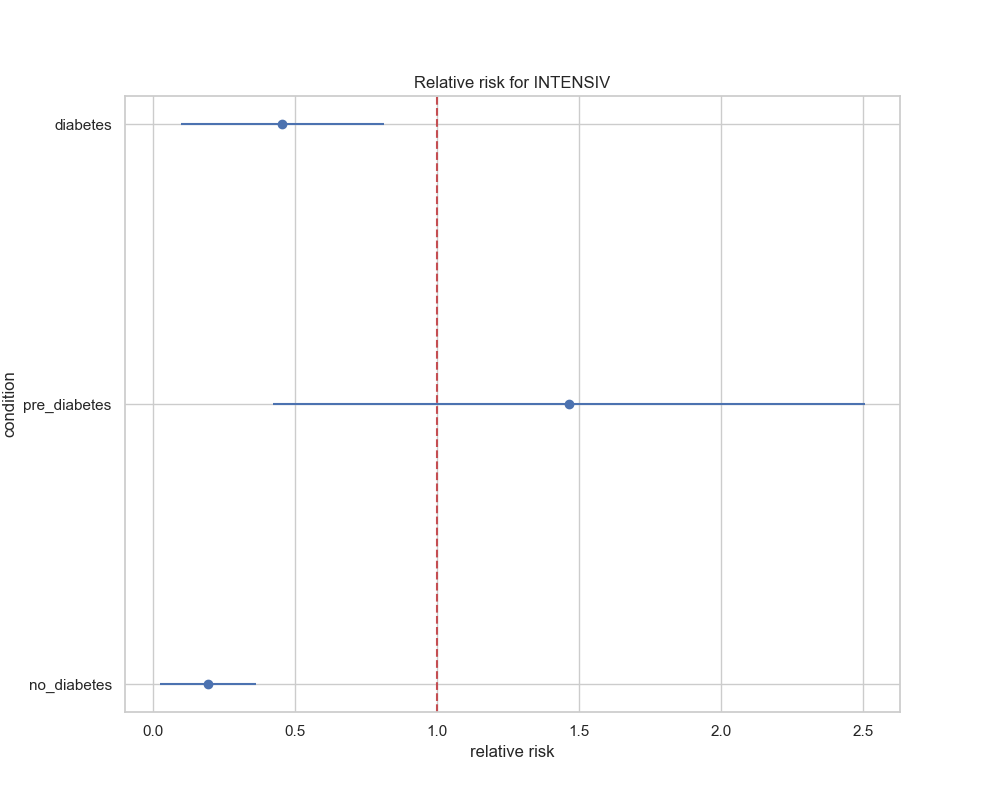 Relative risk for INTENSIV
diabetes
pre_diabetes
no_diabetes
condition
0.0 0.5 1.0 1.5 2.0 2.5
relative risk